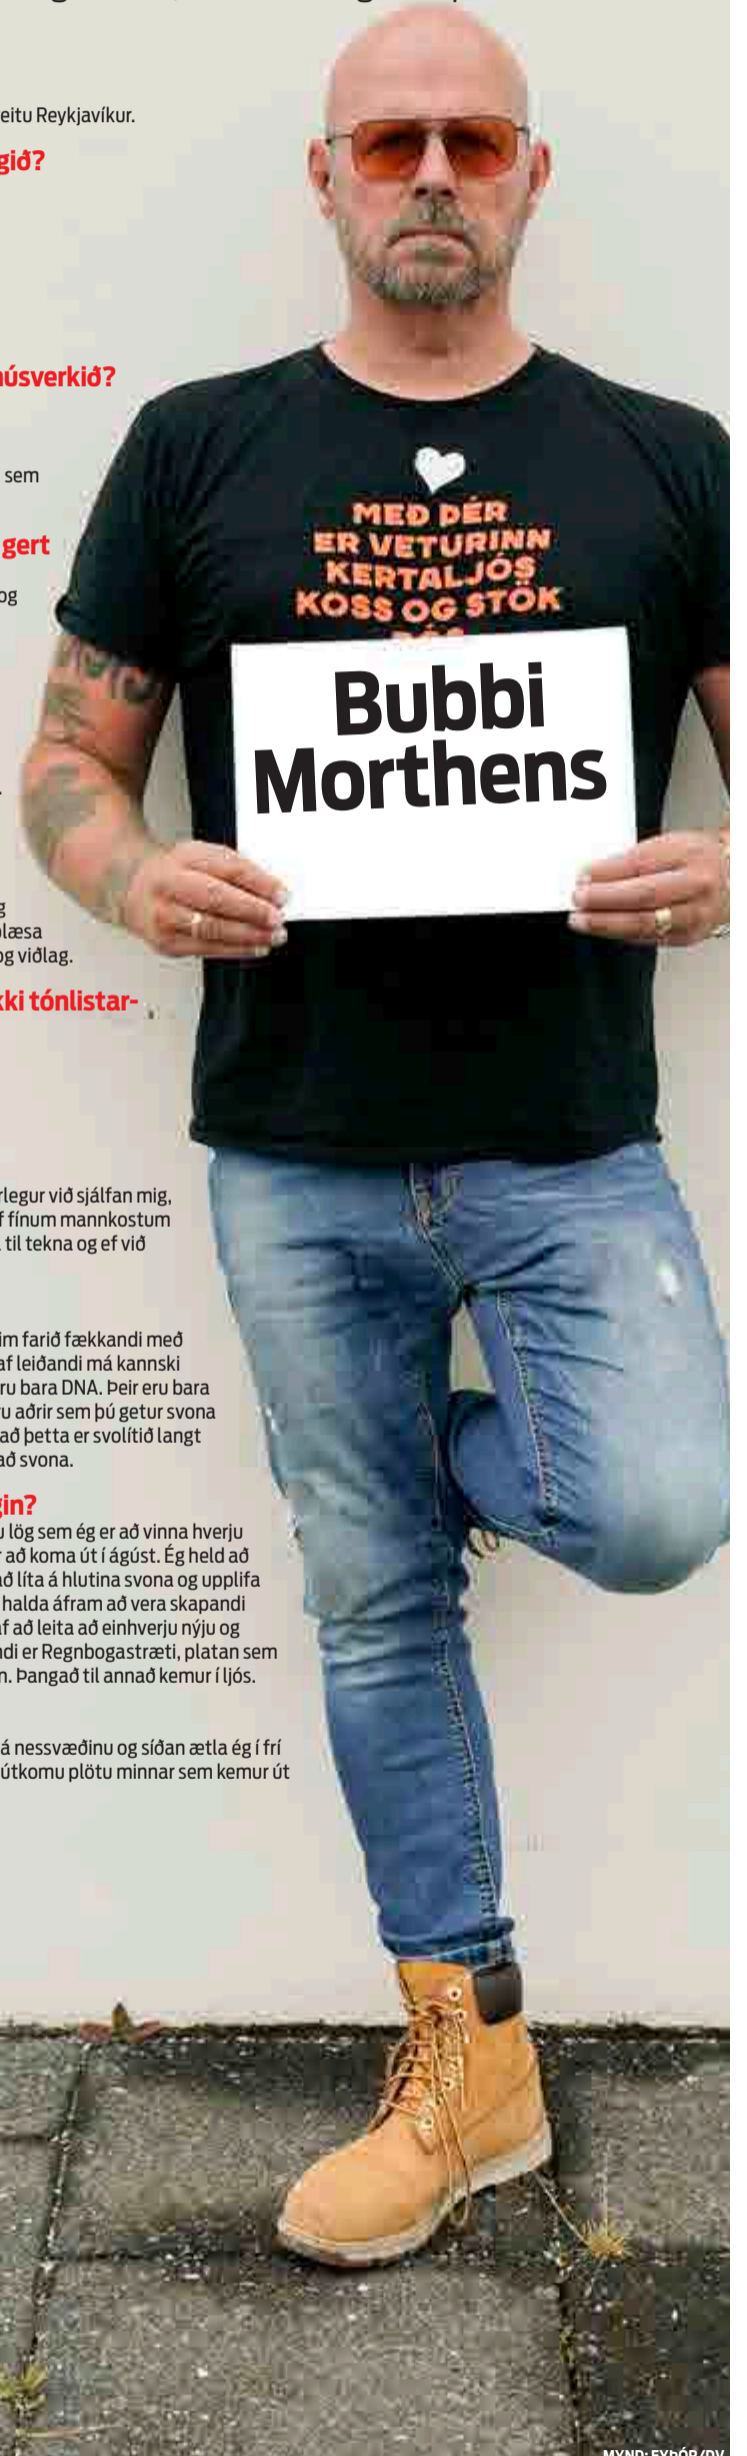 eitu Reykjavíkur.
gið?
úsverkið?
sem
gert
og
g
læsa
og viðlag.
ki tónlistar-
rlegur við sjálfan mig,
f fínum mannkostum
til tekna og ef við
im farið fækkandi með
af leiðandi má kannski
ru bara DNA. Þeir eru bara
u aðrir sem þú getur svona
að þetta er svolítið langt
að svona.
gin?
u lög sem ég er að vinna hverju
r að koma út í ágúst. Ég held að
að líta á hlutina svona og upplifa
halda áfram að vera skapandi
af að leita að einhverju nýju og
ndi er Regnbogastræti, platan sem
n. Þangað til annað kemur í ljós.
á nessvæðinu og síðan ætla ég í frí
útkomu plötu minnar sem kemur út
MEÐ ÞÉR
ER VETURINN
KERTALJÓS
KOSS OG STÖK
Bubbi
Morthens
MYND: EYÞÓR/DV